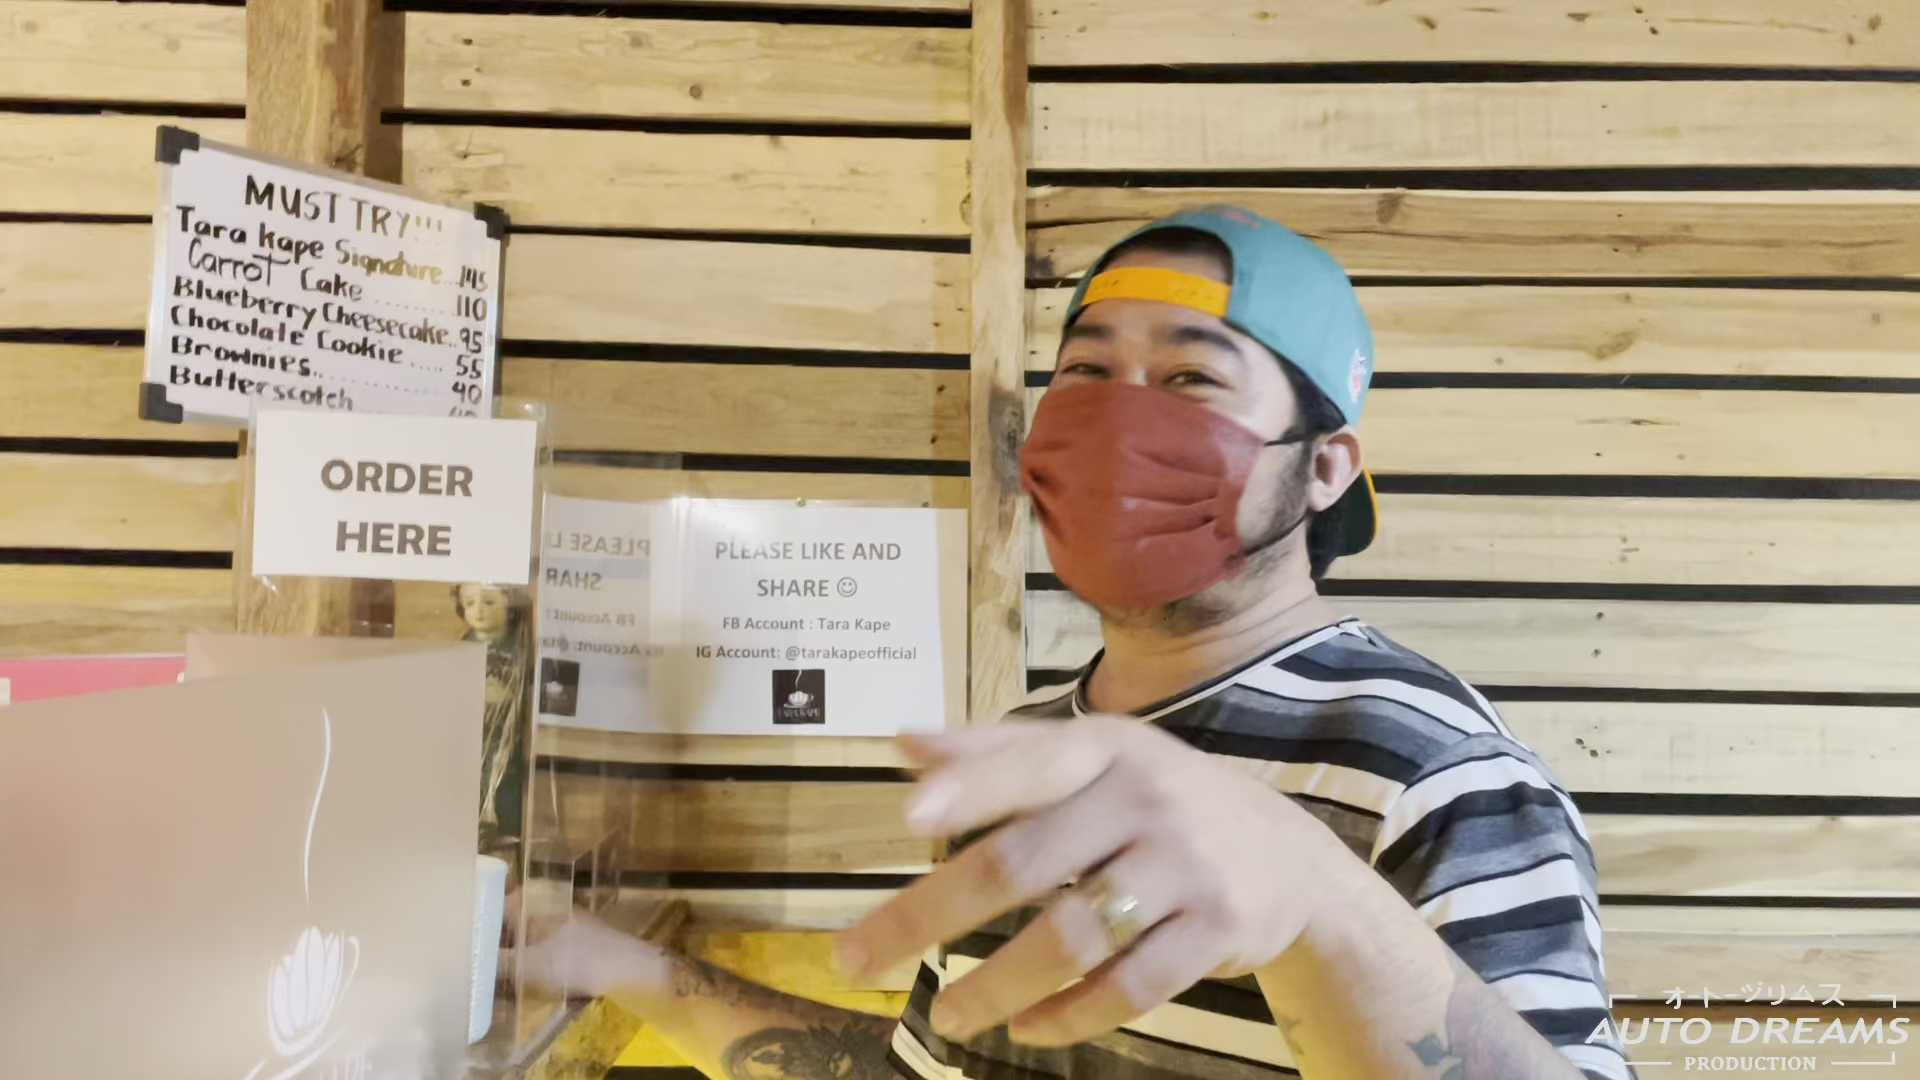 MUST TRY!!!
Tara Kape Signature ..145
Carrot Cake ........110
Blueberry Cheesecake..95
Chocolate Cookie .... 55
Brownies........... 40
Butterscotch
ORDER
HERE
PLEASE LIKE AND
SHARE ☺
FB Account : Tara Kape
IG Account: @tarakapeofficial
オートヅリムス
AUTO DREAMS
PRODUCTION